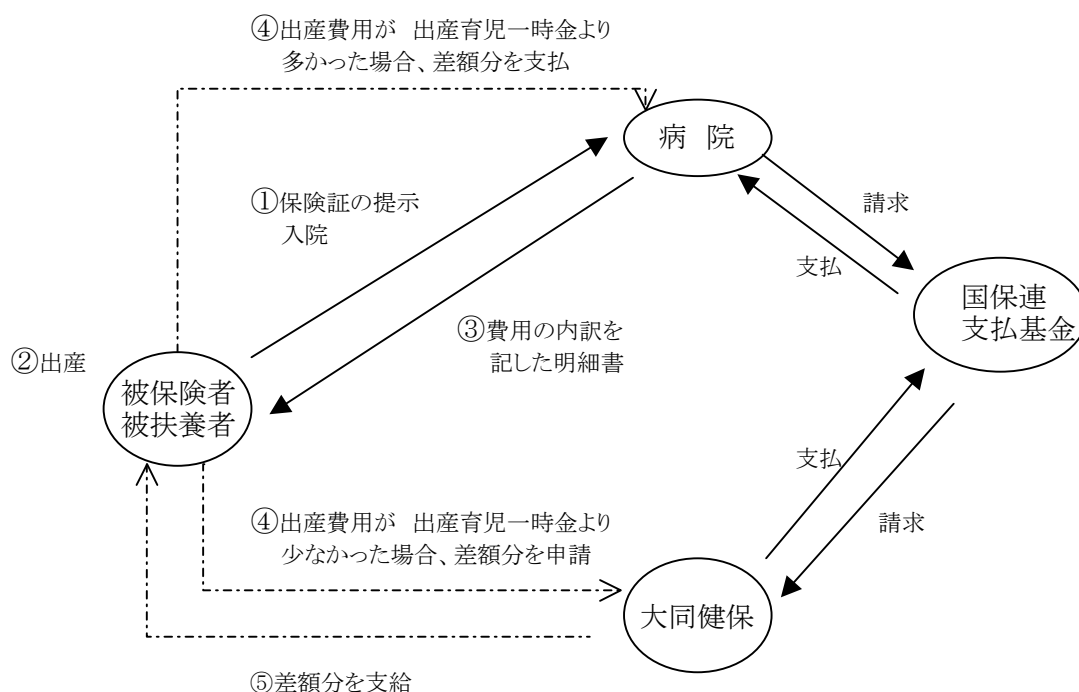 ④出産費用が 出産育児一時金より
多かった場合、差額分を支払
病 院
①保険証の提示
入院
請求
支払
国保連
支払基金
③費用の内訳を
記した明細書
②出産
被保険者
被扶養者
支払
④出産費用が 出産育児一時金より
少なかった場合、差額分を申請
請求
大同健保
⑤差額分を支給